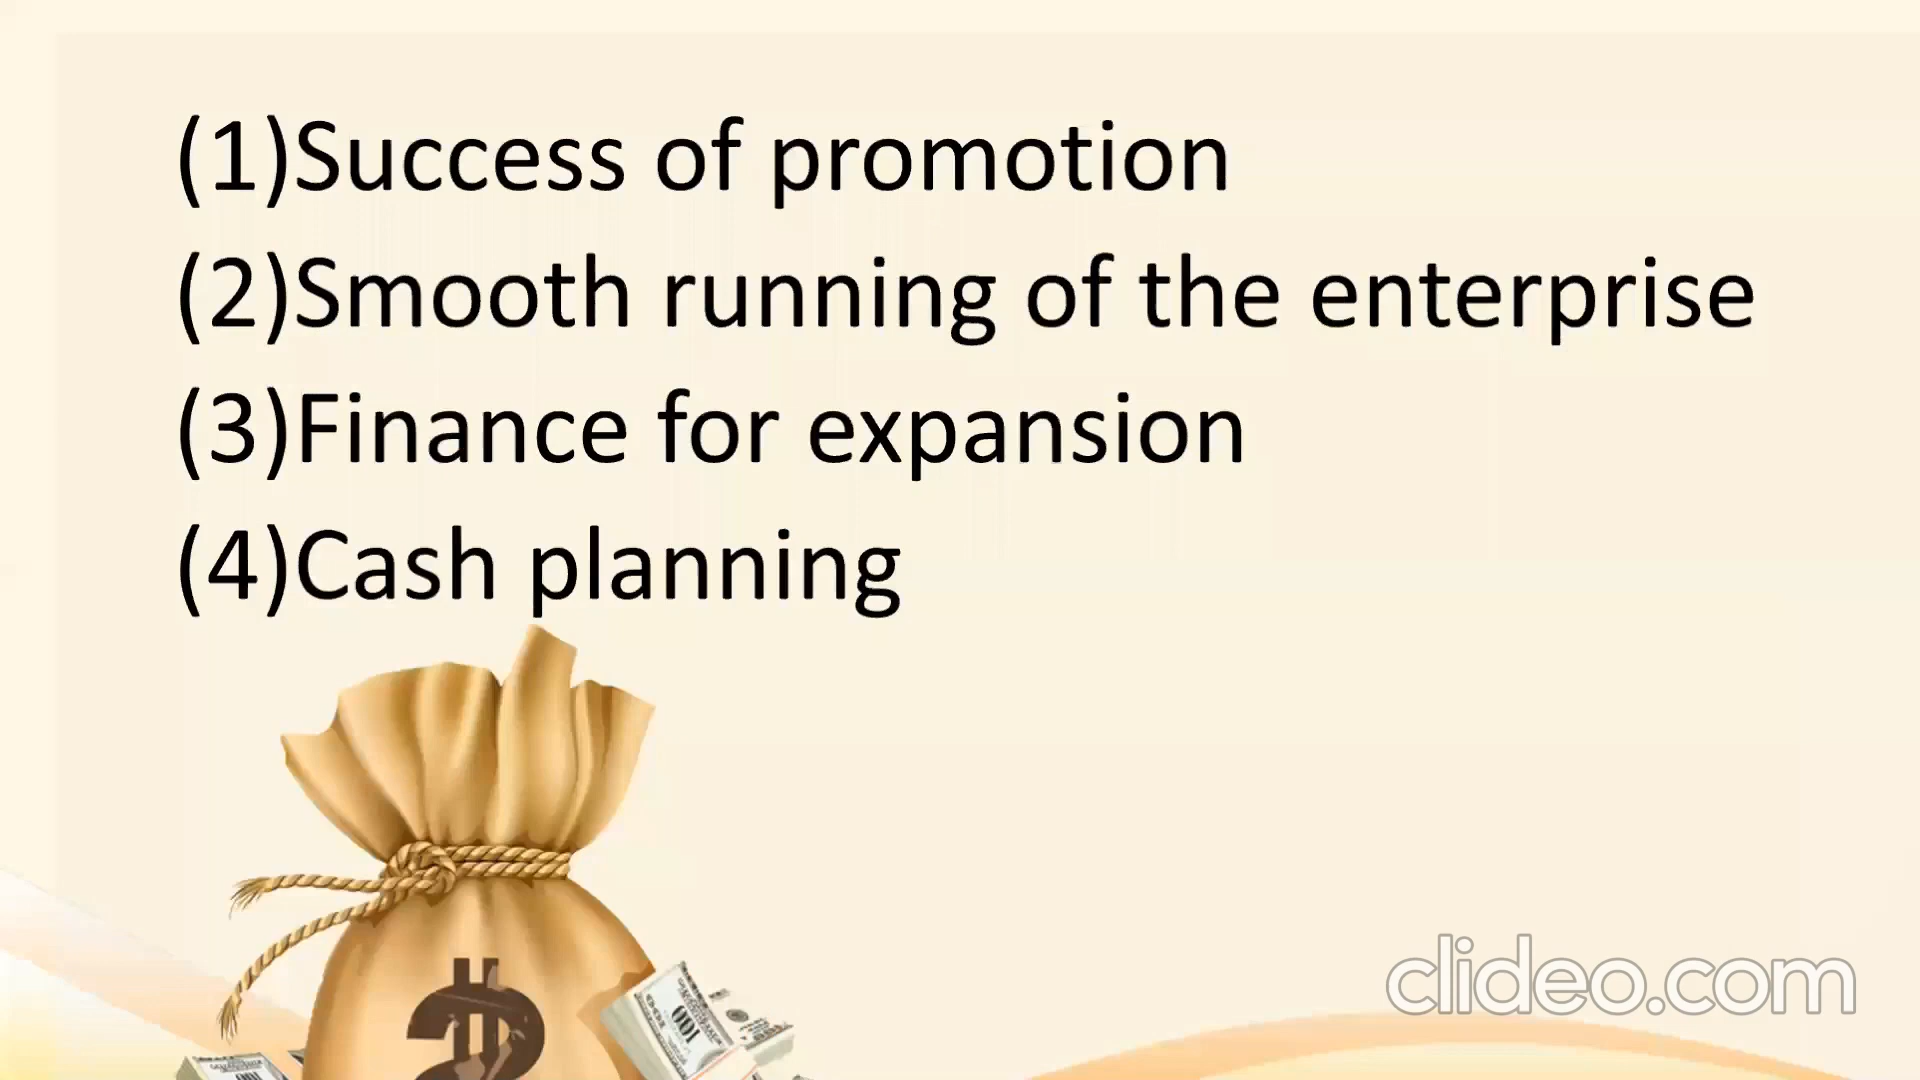 (1)Success of promotion
(2)Smooth running of the enterprise
(3)Finance for expansion
(4)Cash planning
100
clideo.com